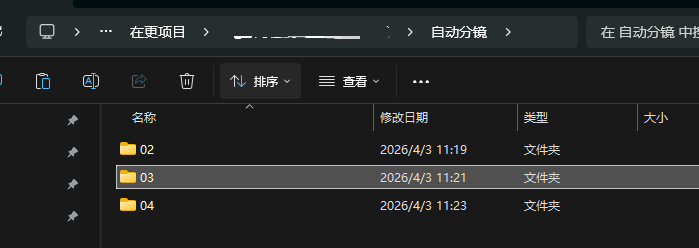 … 在更项目 > > 自动分镜 > 在 自动分镜 中
排序 查看 …
名称 修改日期 类型 大小
02 2026/4/3 11:19 文件夹
03 2026/4/3 11:21 文件夹
04 2026/4/3 11:23 文件夹